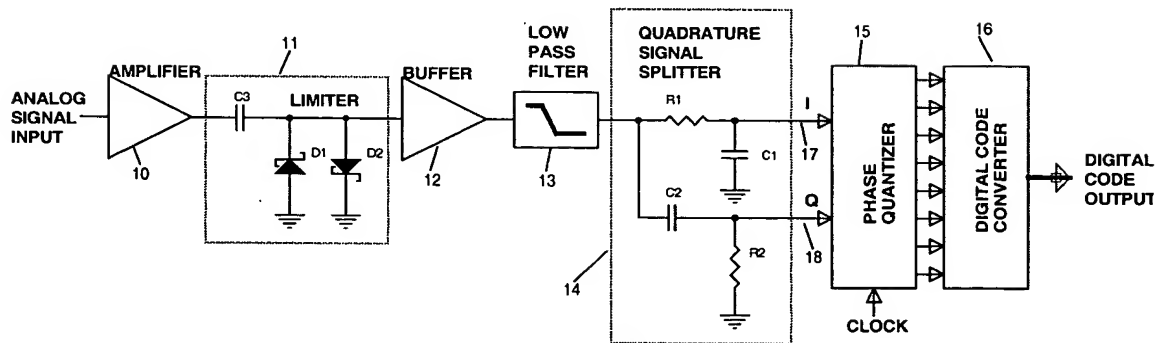 ANALOG
SIGNAL
INPUT
AMPLIFIER
10
11
C3
LIMITER
D1
D2
BUFFER
12
LOW
PASS
FILTER
13
QUADRATURE
SIGNAL
SPLITTER
R1
C1
C2
R2
14
I
17
Q
18
15
PHASE
QUANTIZER
CLOCK
16
DIGITAL CODE
CONVERTER
DIGITAL
CODE
OUTPUT